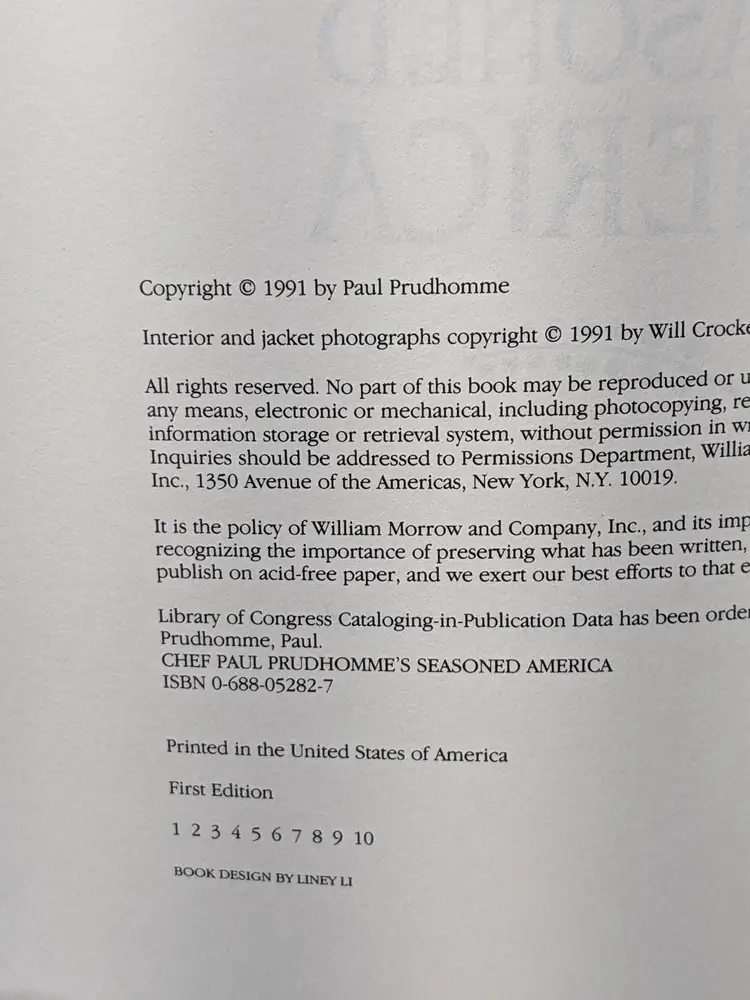 Copyright © 1991 by Paul Prudhomme
Interior and jacket photographs copyright © 1991 by Will Crocke
All rights reserved. No part of this book may be reproduced or u
any means, electronic or mechanical, including photocopying, re
information storage or retrieval system, without permission in w
Inquiries should be addressed to Permissions Department, Willia
Inc., 1350 Avenue of the Americas, New York, N.Y. 10019.
It is the policy of William Morrow and Company, Inc., and its imp
recognizing the importance of preserving what has been written,
publish on acid-free paper, and we exert our best efforts to that e
Library of Congress Cataloging-in-Publication Data has been order
Prudhomme, Paul.
CHEF PAUL PRUDHOMME'S SEASONED AMERICA
ISBN 0-688-05282-7
Printed in the United States of America
First Edition
1 2 3 4 5 6 7 8 9 10
BOOK DESIGN BY LINEY LI